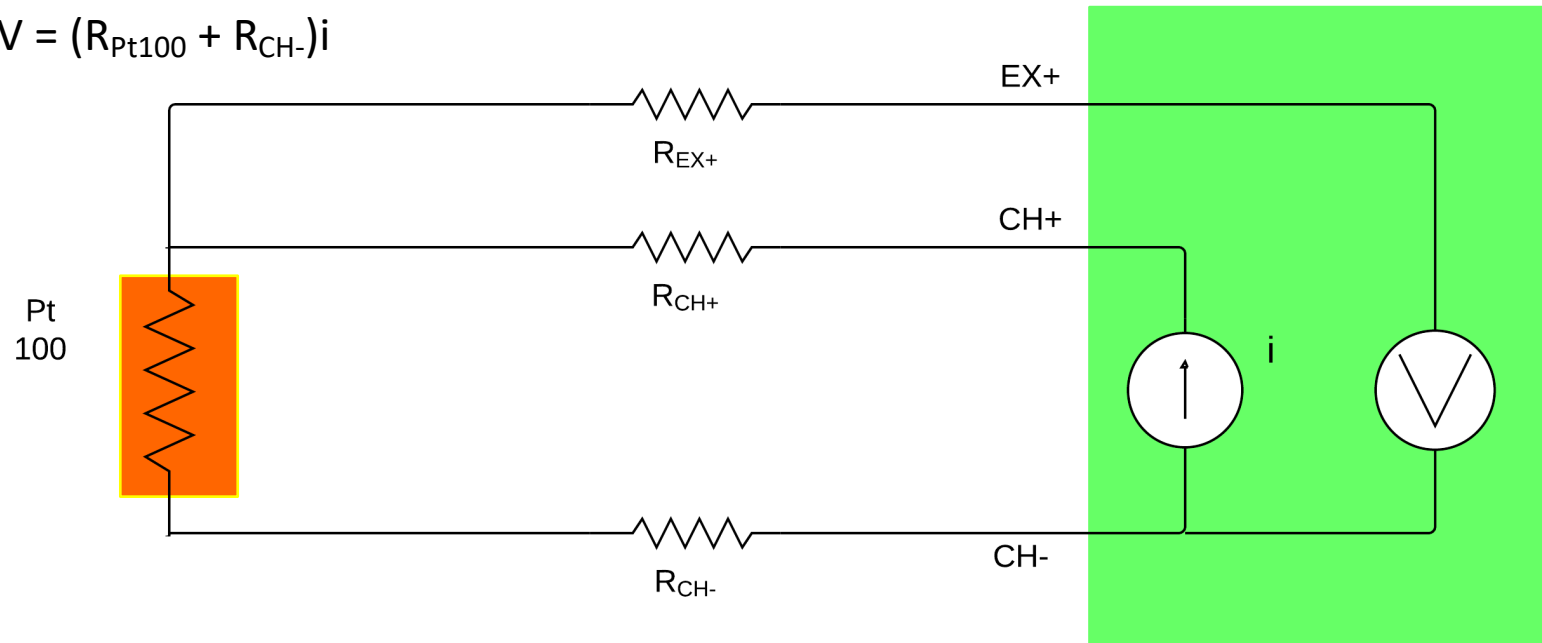 V = (RPt100 + RCH-)i
EX+
REX+
CH+
RCH+
Pt
100
i
V
CH-
RCH-